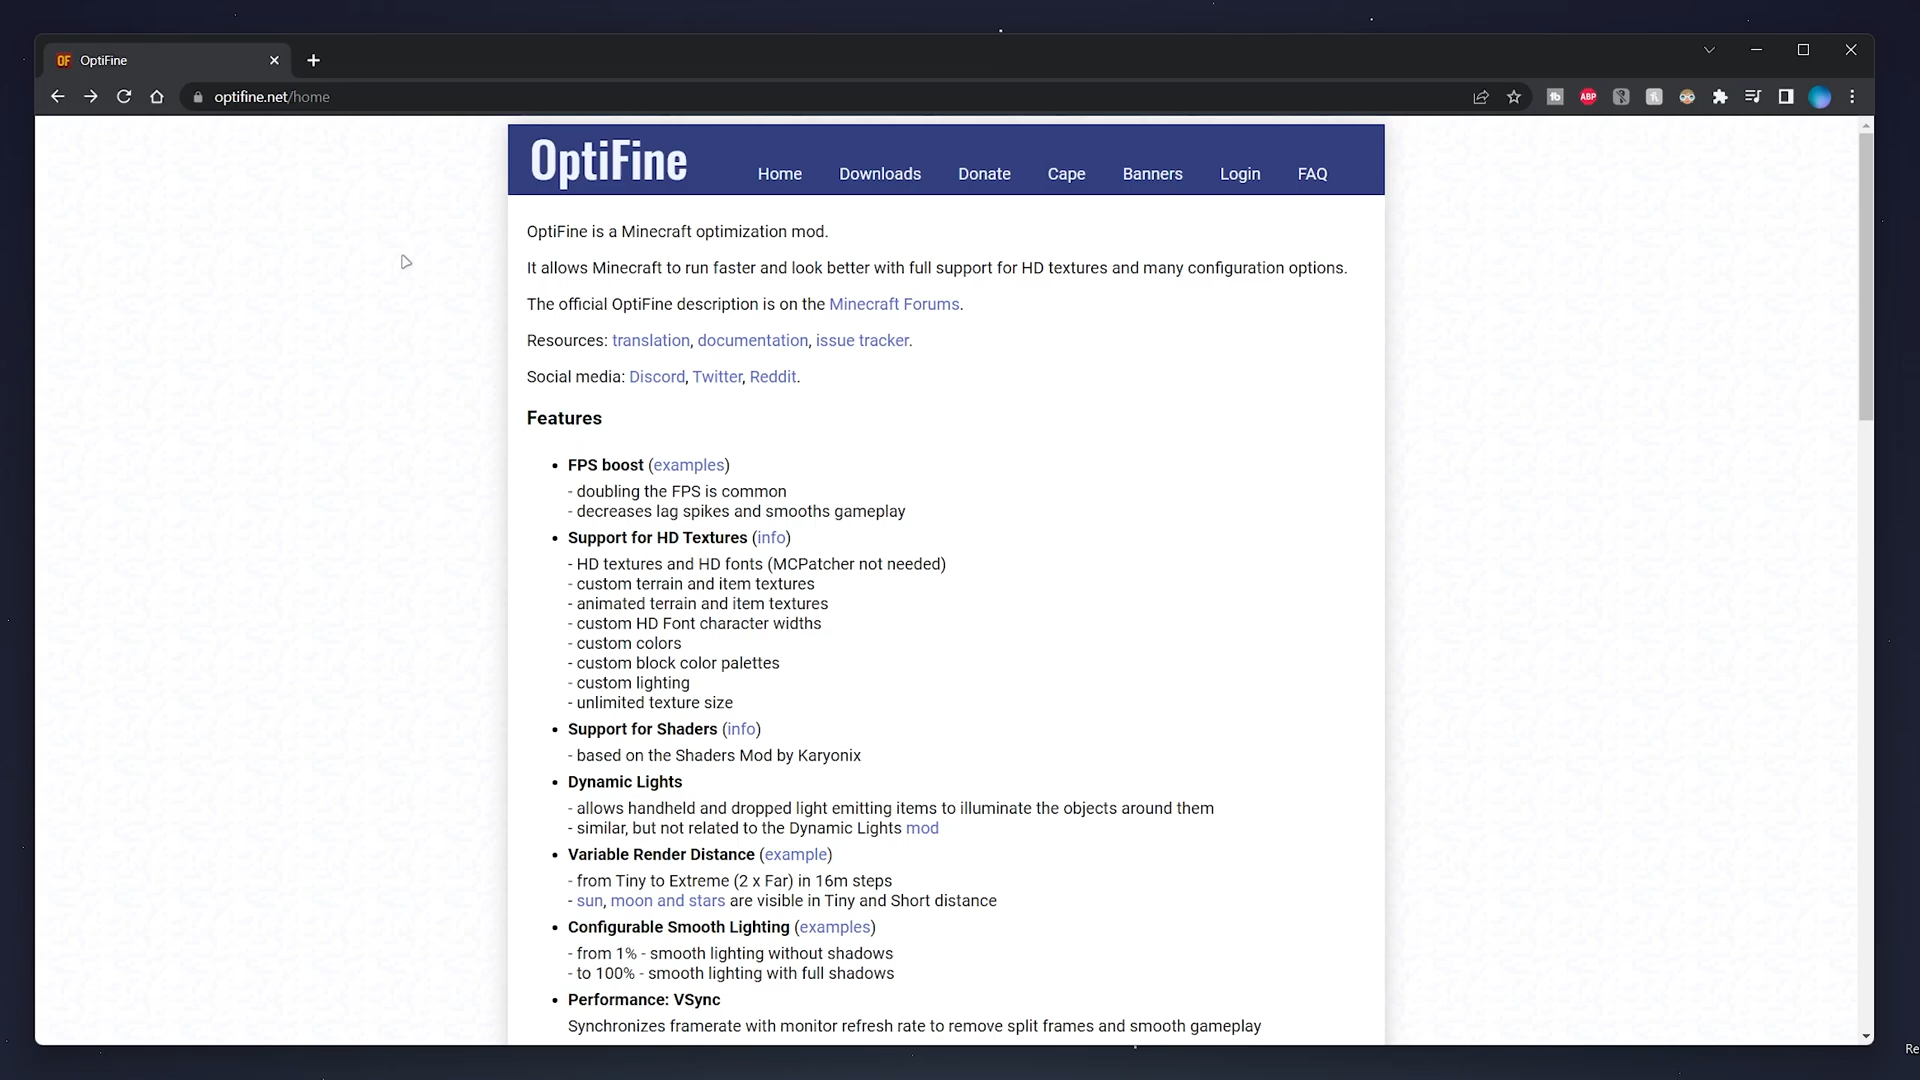 OF OptiFine
optifine.net/home
ABP
OptiFine Home Downloads Donate Cape Banners Login FAQ
OptiFine is a Minecraft optimization mod.
It allows Minecraft to run faster and look better with full support for HD textures and many configuration options.
The official OptiFine description is on the Minecraft Forums.
Resources: translation, documentation, issue tracker.
Social media: Discord, Twitter, Reddit.
Features
• FPS boost (examples)
- doubling the FPS is common
- decreases lag spikes and smooths gameplay
• Support for HD Textures (info)
- HD textures and HD fonts (MCPatcher not needed)
- custom terrain and item textures
- animated terrain and item textures
- custom HD Font character widths
- custom colors
- custom block color palettes
- custom lighting
- unlimited texture size
• Support for Shaders (info)
- based on the Shaders Mod by Karyonix
• Dynamic Lights
- allows handheld and dropped light emitting items to illuminate the objects around them
- similar, but not related to the Dynamic Lights mod
• Variable Render Distance (example)
- from Tiny to Extreme (2 x Far) in 16m steps
- sun, moon and stars are visible in Tiny and Short distance
• Configurable Smooth Lighting (examples)
- from 1% - smooth lighting without shadows
- to 100% - smooth lighting with full shadows
• Performance: VSync
Synchronizes framerate with monitor refresh rate to remove split frames and smooth gameplay
Re